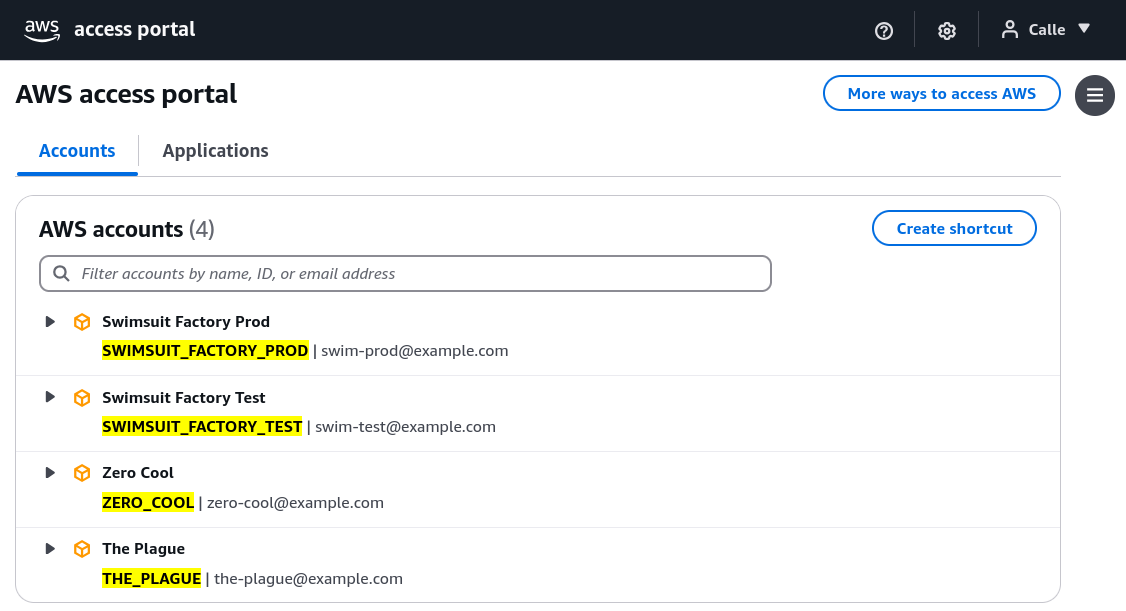 aws access portal
Calle
AWS access portal
More ways to access AWS
Accounts
Applications
AWS accounts (4)
Create shortcut
Filter accounts by name, ID, or email address
Swimsuit Factory Prod
SWIMSUIT_FACTORY_PROD | swim-prod@example.com
Swimsuit Factory Test
SWIMSUIT_FACTORY_TEST | swim-test@example.com
Zero Cool
ZERO_COOL | zero-cool@example.com
The Plague
THE_PLAGUE | the-plague@example.com